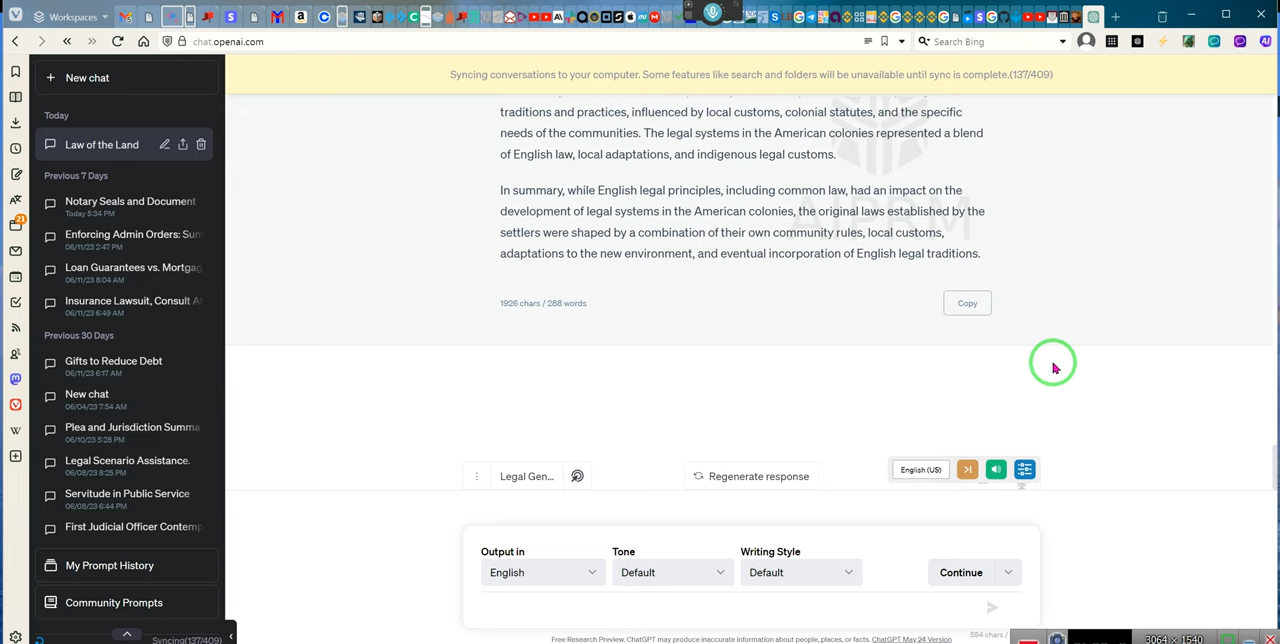 Workspaces
chat.openai.com
Search Bing
New chat
Syncing conversations to your computer. Some features like search and folders will be unavailable until sync is complete.(137/409)
Today
Law of the Land
Previous 7 Days
Notary Seals and Document
Today 5:34 PM
Enforcing Admin Orders: Sum
06/11/23 2:47 PM
Loan Guarantees vs. Mortgag
06/11/23 8:04 AM
Insurance Lawsuit, Consult A
06/11/23 6:49 AM
Previous 30 Days
Gifts to Reduce Debt
06/11/23 6:17 AM
New chat
06/04/23 7:54 AM
Plea and Jurisdiction Summa
06/10/23 5:28 PM
Legal Scenario Assistance.
06/08/23 8:25 PM
Servitude in Public Service
06/08/23 6:44 PM
First Judicial Officer Contemp
My Prompt History
Community Prompts
Syncing(137/409)
21
traditions and practices, influenced by local customs, colonial statutes, and the specific
needs of the communities. The legal systems in the American colonies represented a blend
of English law, local adaptations, and indigenous legal customs.
In summary, while English legal principles, including common law, had an impact on the
development of legal systems in the American colonies, the original laws established by the
settlers were shaped by a combination of their own community rules, local customs,
adaptations to the new environment, and eventual incorporation of English legal traditions.
AIPRM
1926 chars / 288 words
Copy
Legal Gen...
Regenerate response
English (US)
Output in
Tone
Writing Style
English
Default
Default
Continue
554 chars /
Free Research Preview. ChatGPT may produce inaccurate information about people, places, or facts. ChatGPT May 24 Version
3064 × 1540